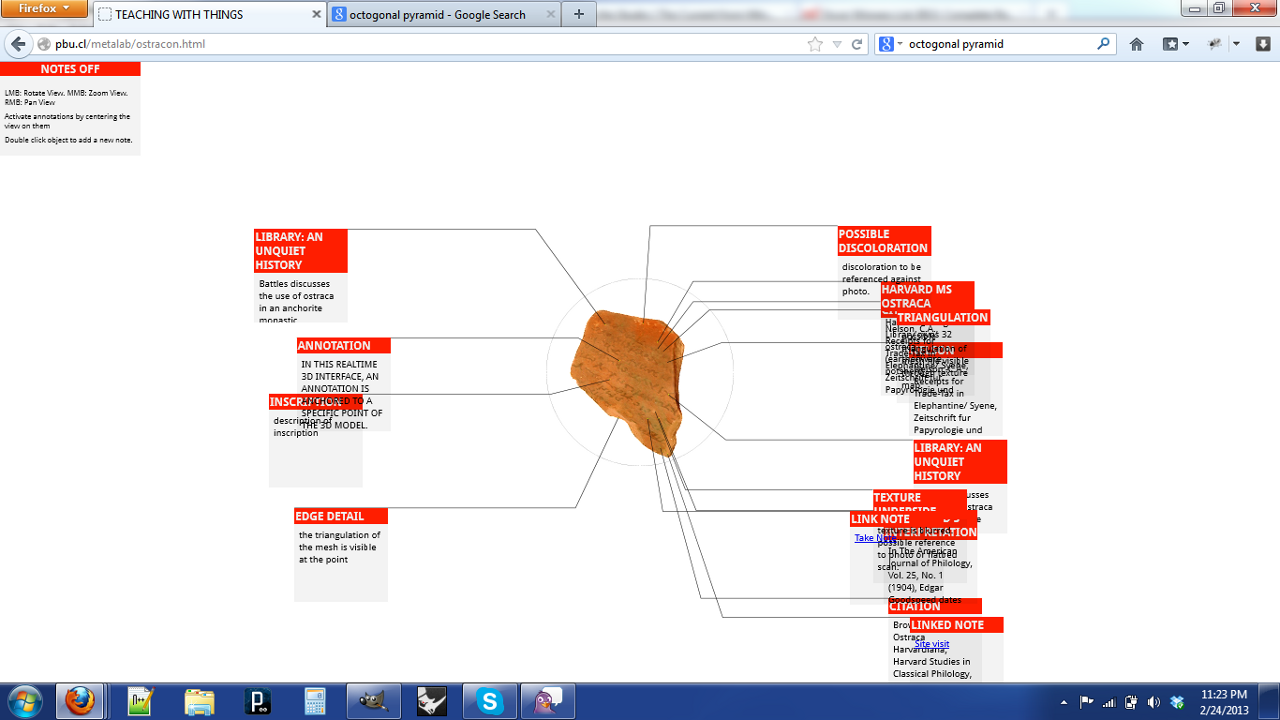 Firefox
TEACHING WITH THINGS
octogonal pyramid - Google Search
pbu.cl/metalab/ostracon.html
octogonal pyramid
NOTES OFF
LMB: Rotate View. MMB: Zoom View.
RMB: Pan View
Activate annotations by centering the
view on them
Double click object to add a new note.
LIBRARY: AN
UNQUIET
HISTORY
Battles discusses
the use of ostraca
in an anchorite
monastic
ANNOTATION
IN THIS REALTIME
3D INTERFACE, AN
ANNOTATION IS
ANCHORED TO A
SPECIFIC POINT OF
THE 3D MODEL.
INSCRIPTION
description of
inscription
EDGE DETAIL
the triangulation of
the mesh is visible
at the point
POSSIBLE
DISCOLORATION
discoloration to be
referenced against
photo.
HARVARD MS
OSTRACA
TRIANGULATION
Nelson, C.A.
Receipts for
Trade-Tax in
Elephantine/ Syene,
Zeitschrift fur
Papyrologie und
LIBRARY: AN
UNQUIET
HISTORY
TEXTURE
UNDERSIDE
LINK NOTE
Take Note
INTERPRETATION
possible reference
to photo or flatbed
scan.
In The American
Journal of Philology,
Vol. 25, No. 1
(1904), Edgar
Goodspeed dates
CITATION
LINKED NOTE
Site visit
Ostraca
Harvardiana,
Harvard Studies in
Classical Philology,
11:23 PM
2/24/2013